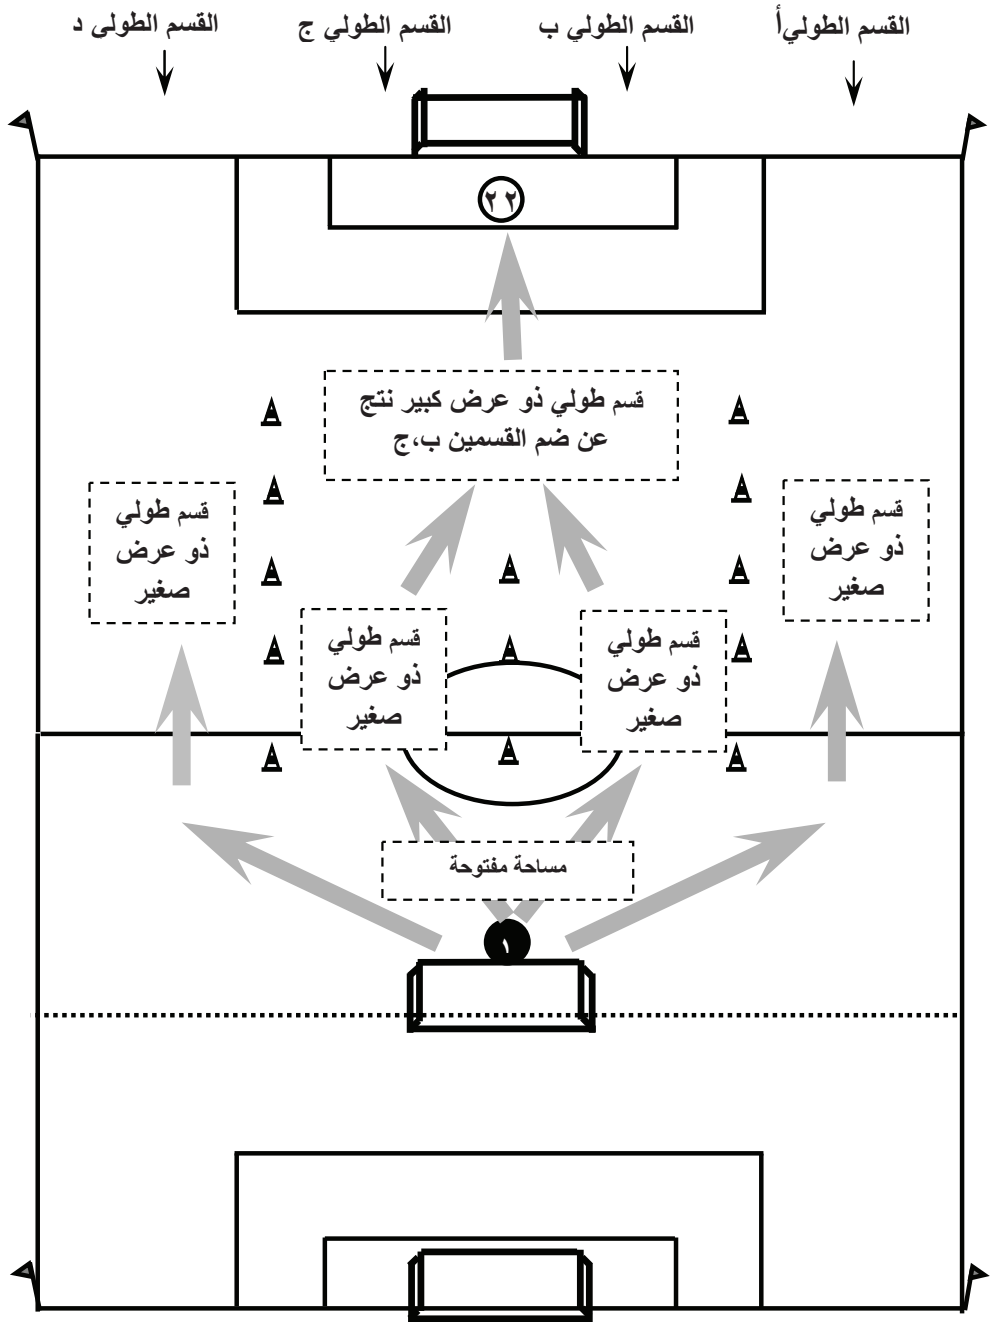 القسم الطولي أ
القسم الطولي ب
القسم الطولي ج
القسم الطولي د
٢٢
قسم طولي ذو عرض كبير نتج
عن ضم القسمين ب،ج
قسم طولي
ذو عرض
صغير
قسم طولي
ذو عرض
صغير
قسم طولي
ذو عرض
صغير
قسم طولي
ذو عرض
صغير
مساحة مفتوحة
١